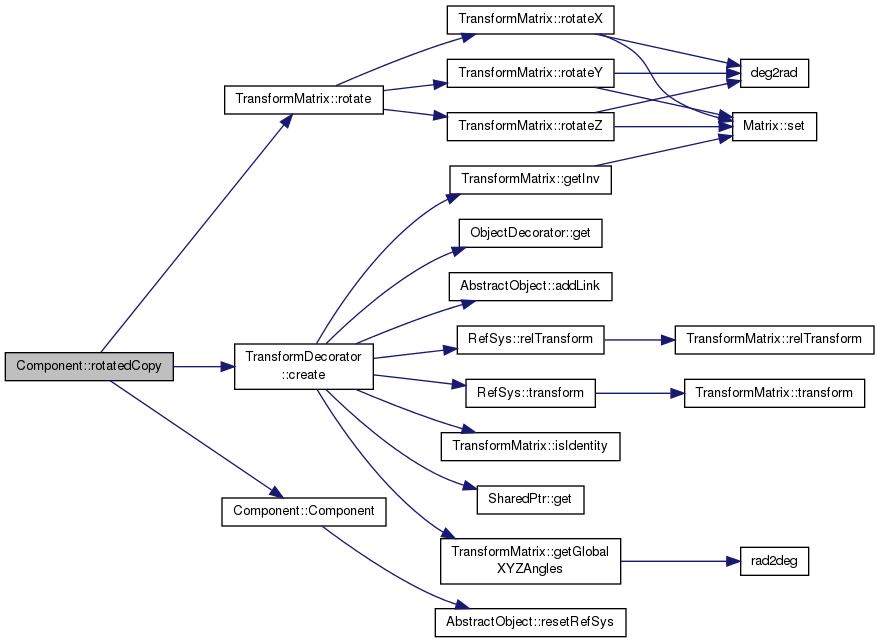 TransformMatrix::rotateX
TransformMatrix::rotateY
deg2rad
TransformMatrix::rotate
TransformMatrix::rotateZ
Matrix::set
TransformMatrix::getInv
ObjectDecorator::get
AbstractObject::addLink
RefSys::relTransform
TransformMatrix::relTransform
Component::rotatedCopy
TransformDecorator
::create
RefSys::transform
TransformMatrix::transform
TransformMatrix::isIdentity
SharedPtr::get
Component::Component
TransformMatrix::getGlobal
XYZAngles
rad2deg
AbstractObject::resetRefSys